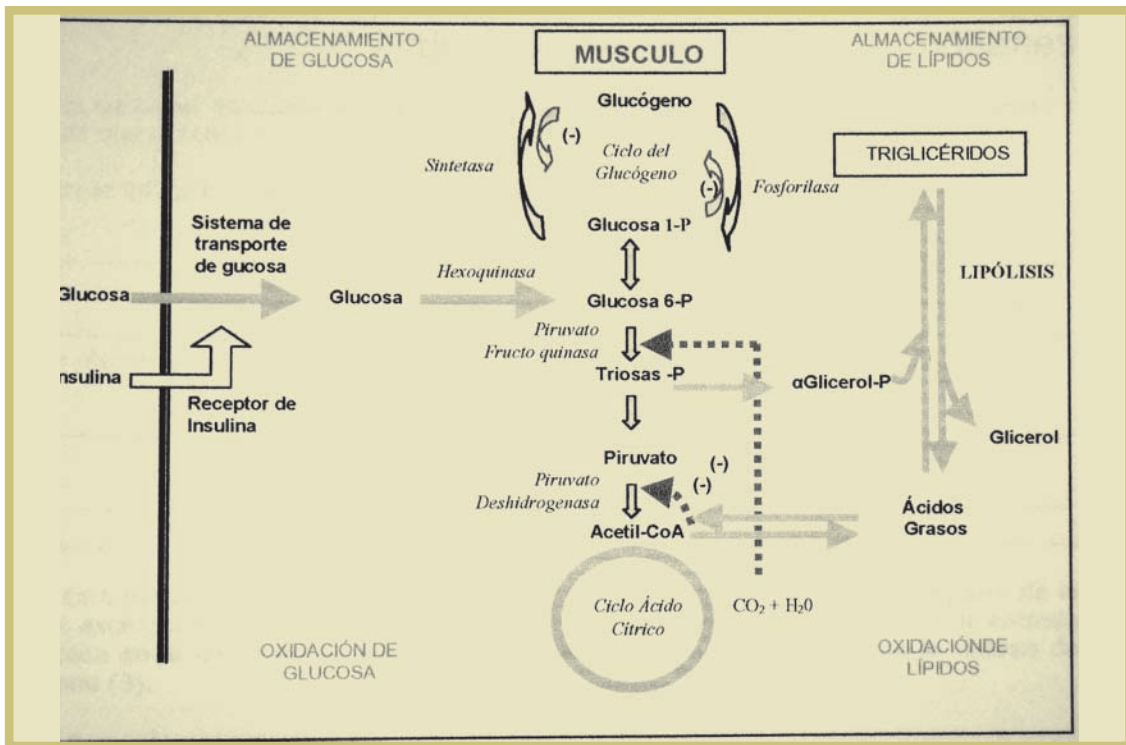 ALMACENAMIENTO
DE GLUCOSA
MUSCULO
ALMACENAMIENTO
DE LÍPIDOS
Glucógeno
(-)
Sintetasa
Ciclo del
Glucógeno
(-)
Fosforilasa
TRIGLICÉRIDOS
Glucosa 1-P
Sistema de
transporte
de gucosa
Hexoquinasa
LIPÓLISIS
Glucosa
Glucosa
Glucosa 6-P
Piruvato
Fructo quinasa
nsulina
Receptor de
Insulina
Triosas -P
αGlicerol-P
Glicerol
Piruvato
(-)
(-)
Piruvato
Deshidrogenasa
Acetil-CoA
Ácidos
Grasos
Ciclo Ácido
Cítrico
CO₂ + H₂0
OXIDACIÓN DE
GLUCOSA
OXIDACIÓNDE
LÍPIDOS
(3).